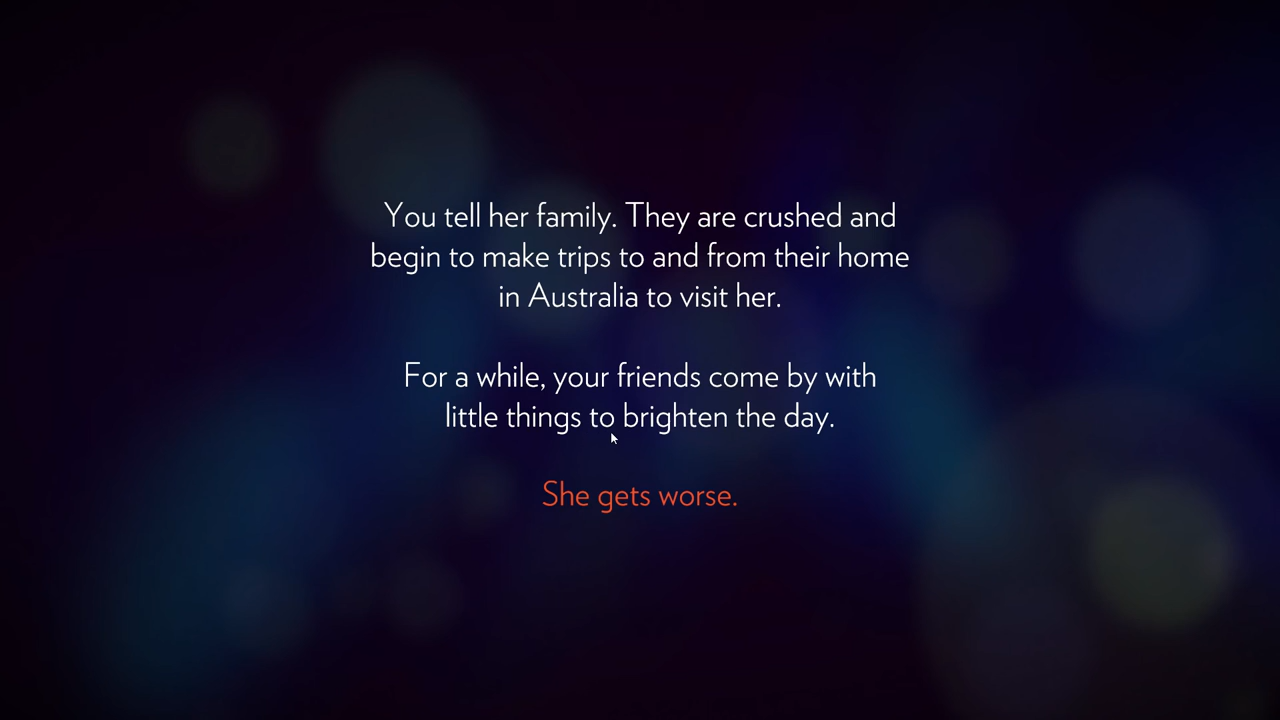 You tell her family. They are crushed and
begin to make trips to and from their home
in Australia to visit her.
For a while, your friends come by with
little things to brighten the day.
She gets worse.